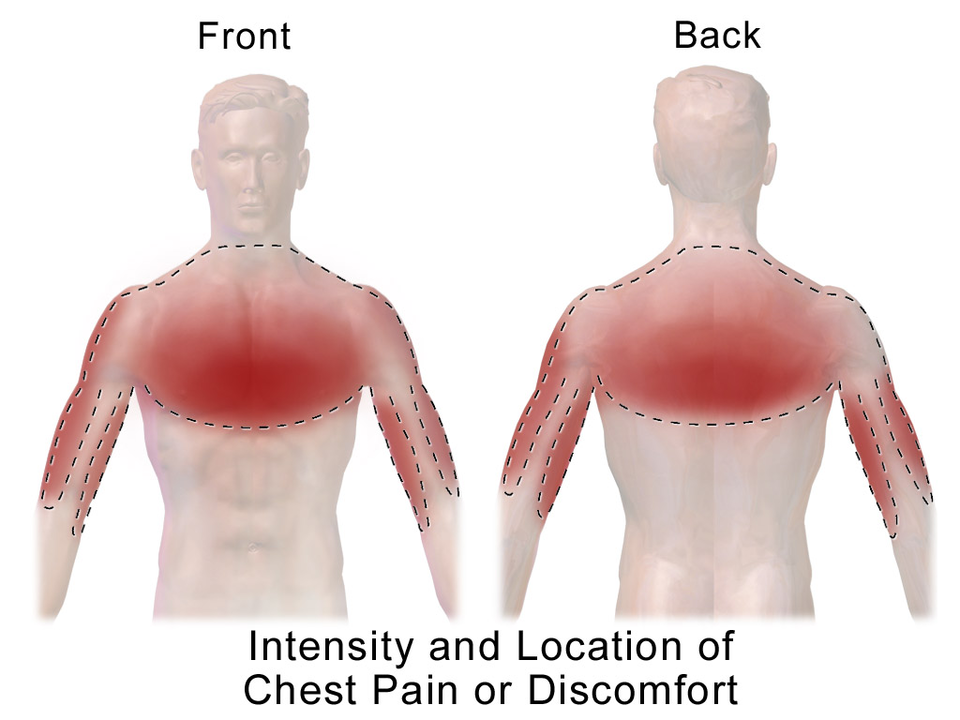 Front
Back
Intensity and Location of
Chest Pain or Discomfort